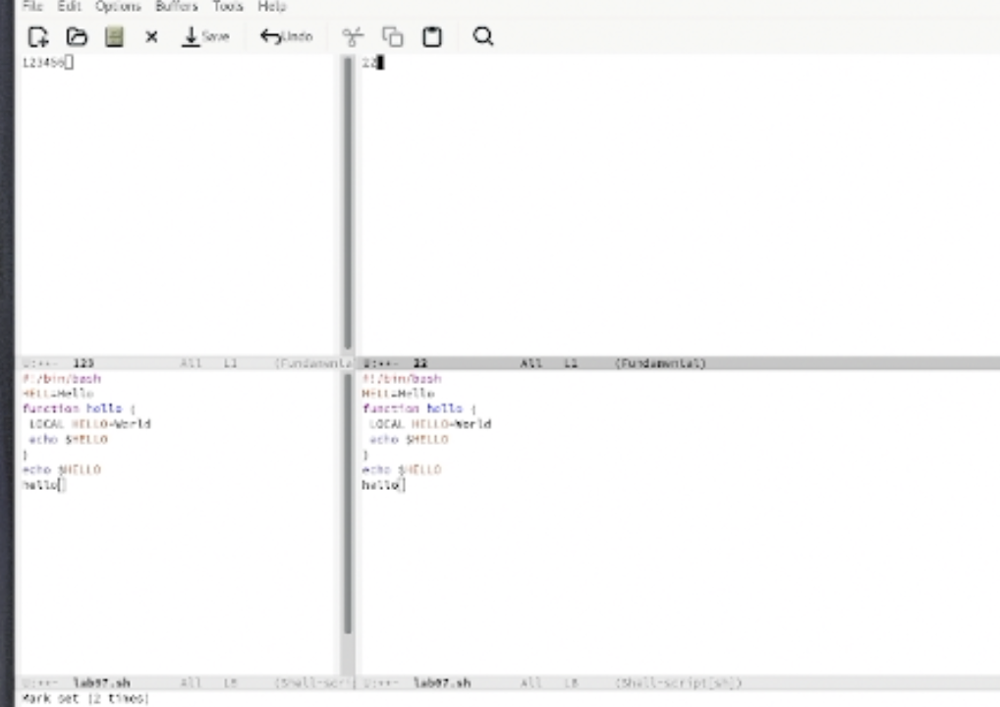 File Edit Options Buffers Tools Help
Save Undo
123456
22
U:**- 123 All L1 (Fundamenta
U:**- 22 All L1 (Fundamental)
#!/bin/bash
HELL=Hello
function hello {
LOCAL HELLO=World
echo $HELLO
}
echo $HELLO
hello
#!/bin/bash
HELL=Hello
function hello {
LOCAL HELLO=World
echo $HELLO
}
echo $HELLO
hello
U:**- lab07.sh All L8 (Shell-scri
U:**- lab07.sh All L8 (Shell-script[sh])
Mark set [2 times]